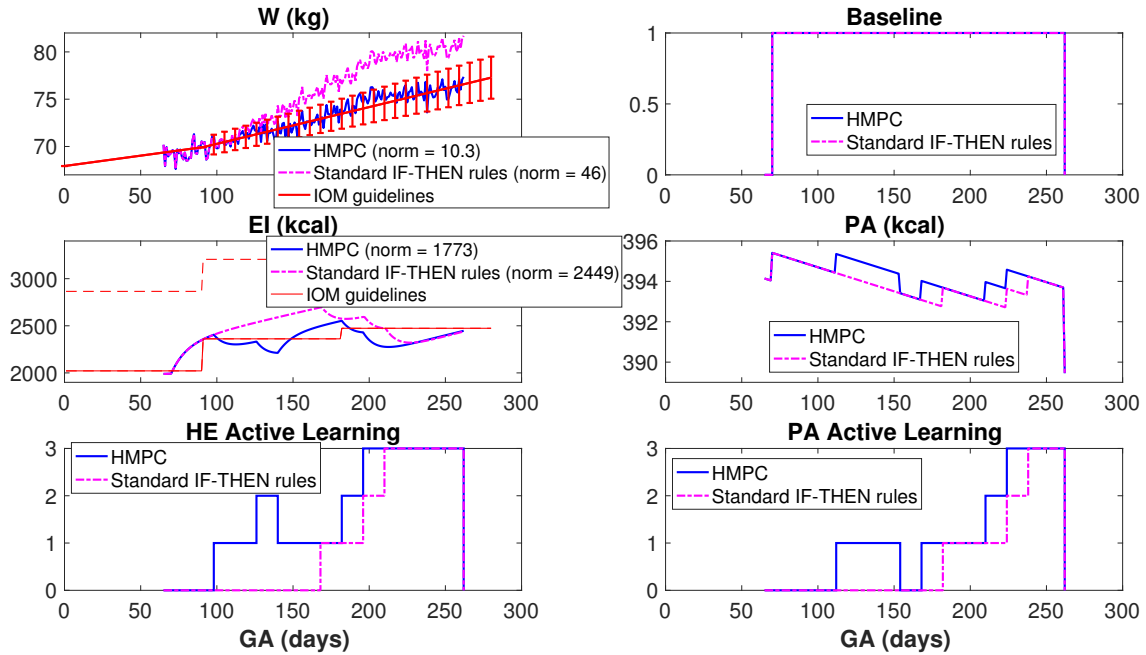 W (kg)
80
75
70
0 50 100 150 200 250 300
HMPC (norm = 10.3)
Standard IF-THEN rules (norm = 46)
IOM guidelines
Baseline
1
0.5
0
0 50 100 150 200 250 300
HMPC
Standard IF-THEN rules
EI (kcal)
3000
2500
2000
0 50 100 150 200 250 300
HMPC (norm = 1773)
Standard IF-THEN rules (norm = 2449)
IOM guidelines
PA (kcal)
396
394
392
390
0 50 100 150 200 250 300
HMPC
Standard IF-THEN rules
HE Active Learning
3
2
1
0
0 50 100 150 200 250 300
HMPC
Standard IF-THEN rules
GA (days)
PA Active Learning
3
2
1
0
0 50 100 150 200 250 300
HMPC
Standard IF-THEN rules
GA (days)